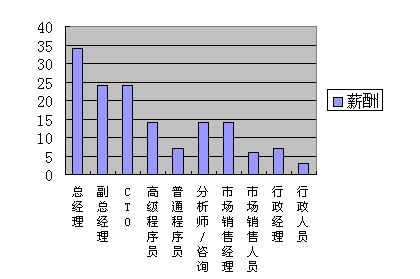 40
35
30
25
20
15
10
5
0
薪酬
总经理
副总经理
CTO
高级程序员
普通程序员
分析师/咨询
市场销售经理
市场销售人员
行政经理
行政人员